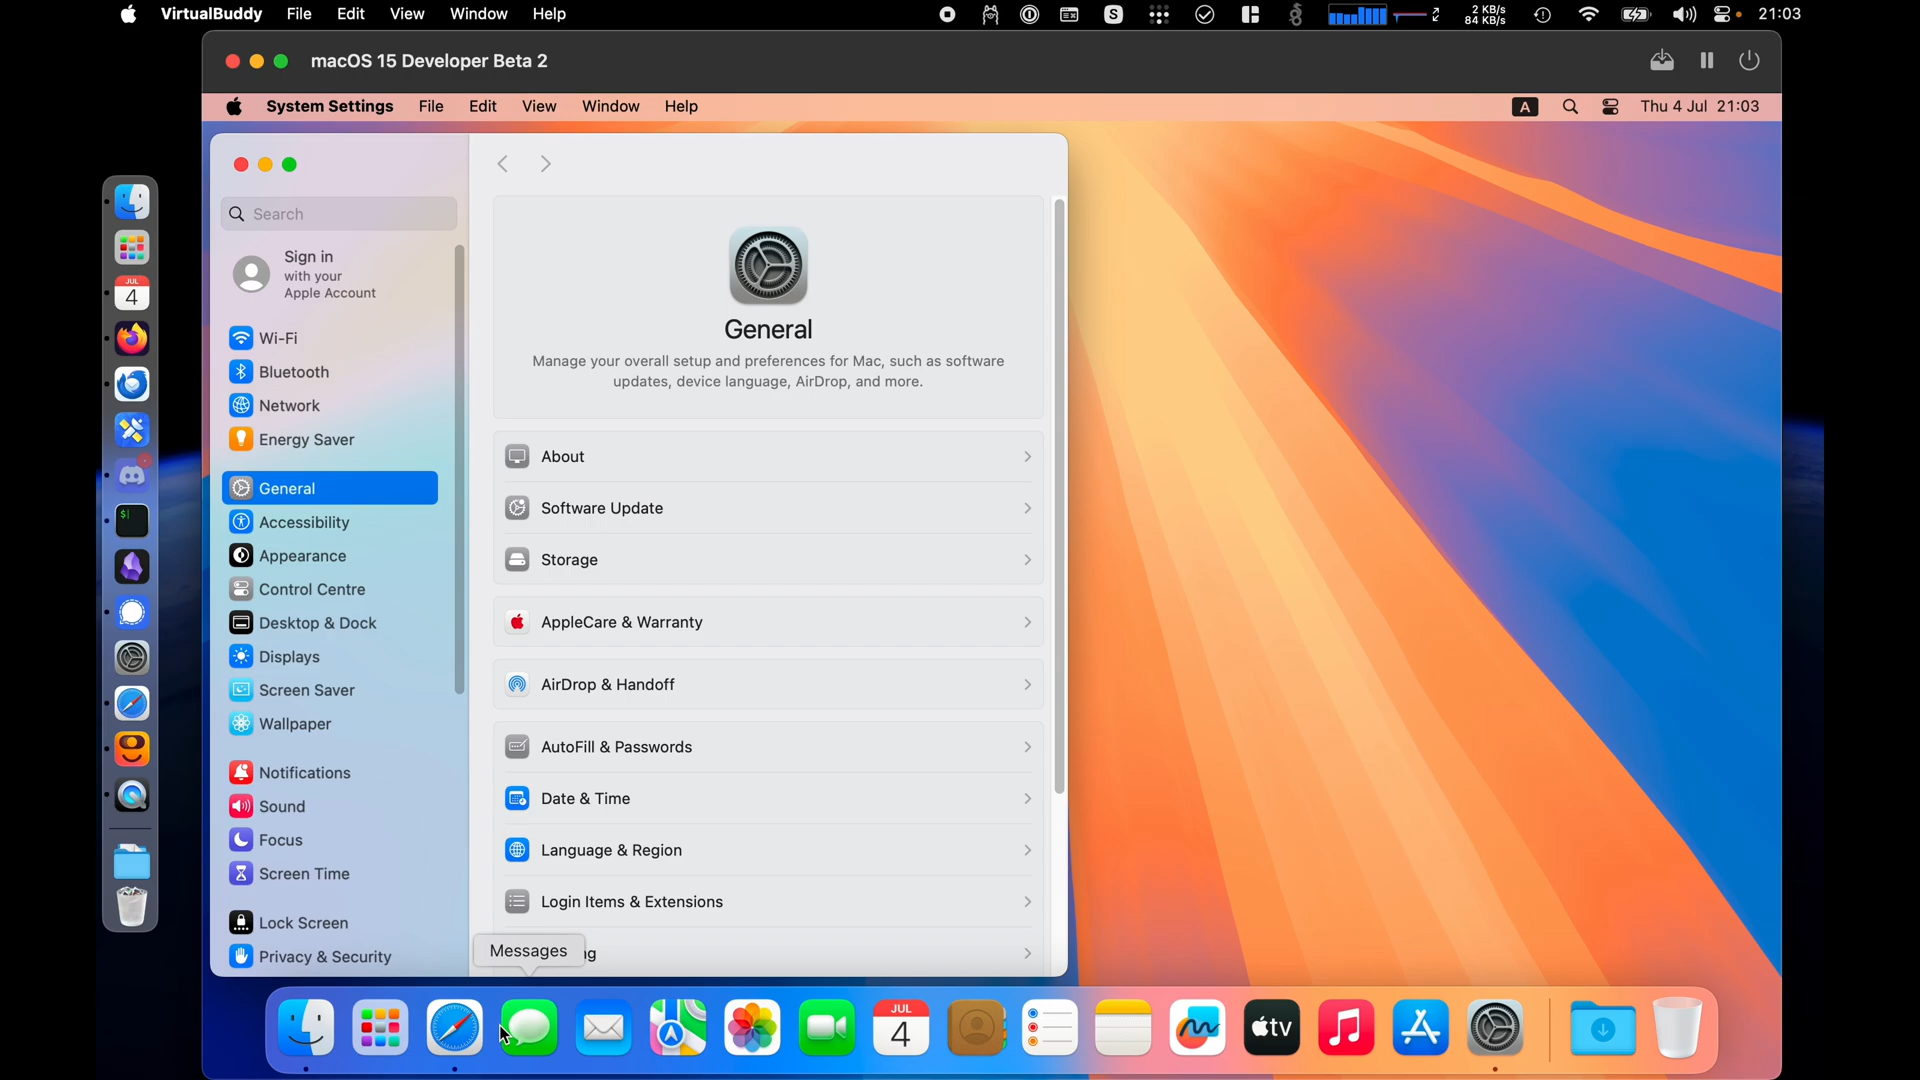 VirtualBuddy File Edit View Window Help
S
2 KB/s
84 KB/s
21:03
macOS 15 Developer Beta 2
System Settings File Edit View Window Help
A
Thu 4 Jul 21:03
JUL
4
$
Search
Sign in
with your
Apple Account
Wi-Fi
Bluetooth
Network
Energy Saver
General
Accessibility
Appearance
Control Centre
Desktop & Dock
Displays
Screen Saver
Wallpaper
Notifications
Sound
Focus
Screen Time
Lock Screen
Privacy & Security
General
Manage your overall setup and preferences for Mac, such as software
updates, device language, AirDrop, and more.
About
Software Update
Storage
AppleCare & Warranty
AirDrop & Handoff
AutoFill & Passwords
Date & Time
Language & Region
Login Items & Extensions
ng
Messages
JUL
4
tv